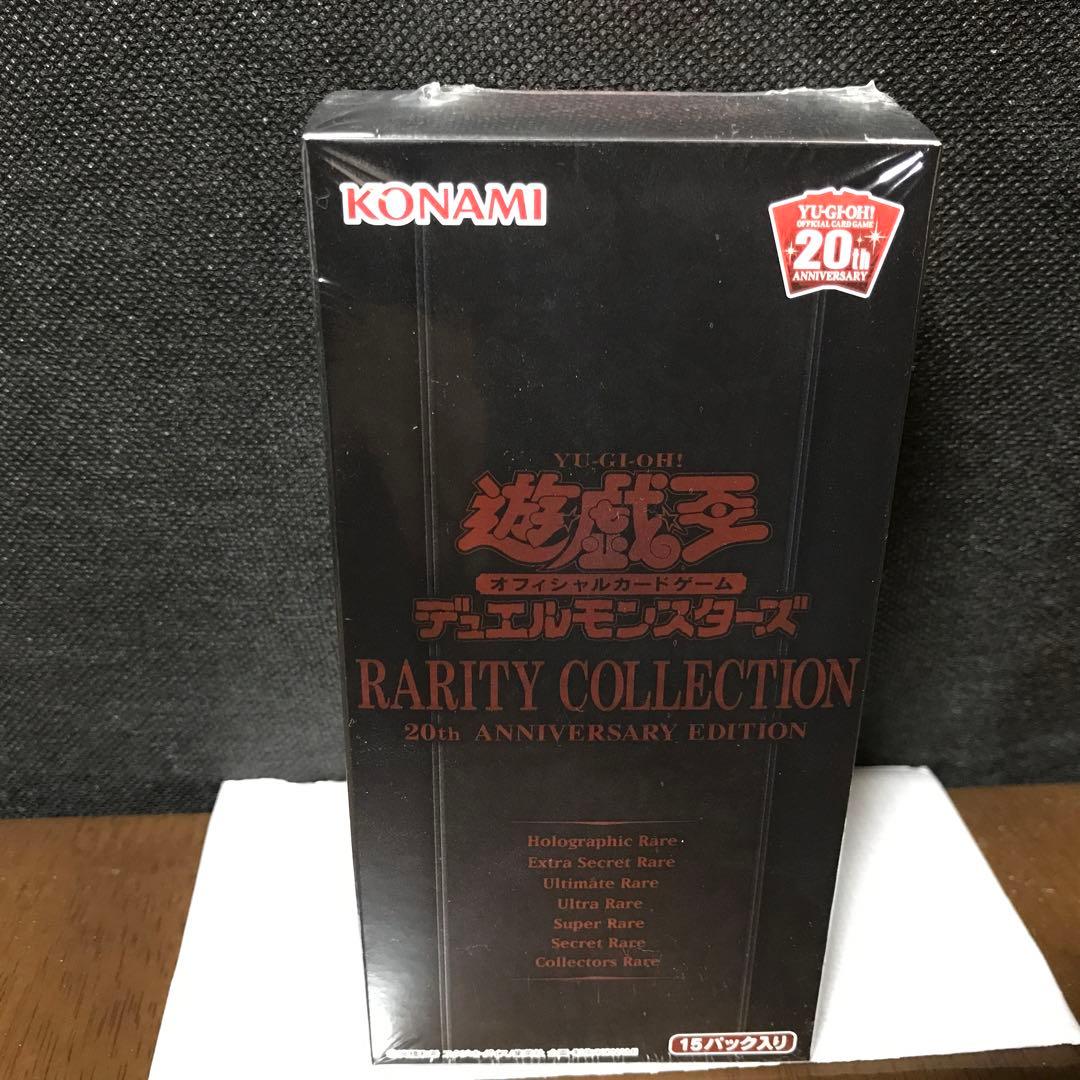 KONAMI
YU-GI-OH!
OFFICIAL CARD GAME
20th
ANNIVERSARY
YU-GI-OH!
遊戯王
オフィシャルカードゲーム
デュエルモンスターズ
RARITY COLLECTION
20th ANNIVERSARY EDITION
Holographic Rare
Extra Secret Rare
Ultimate Rare
Ultra Rare
Super Rare
Secret Rare
Collectors Rare
15パック入り